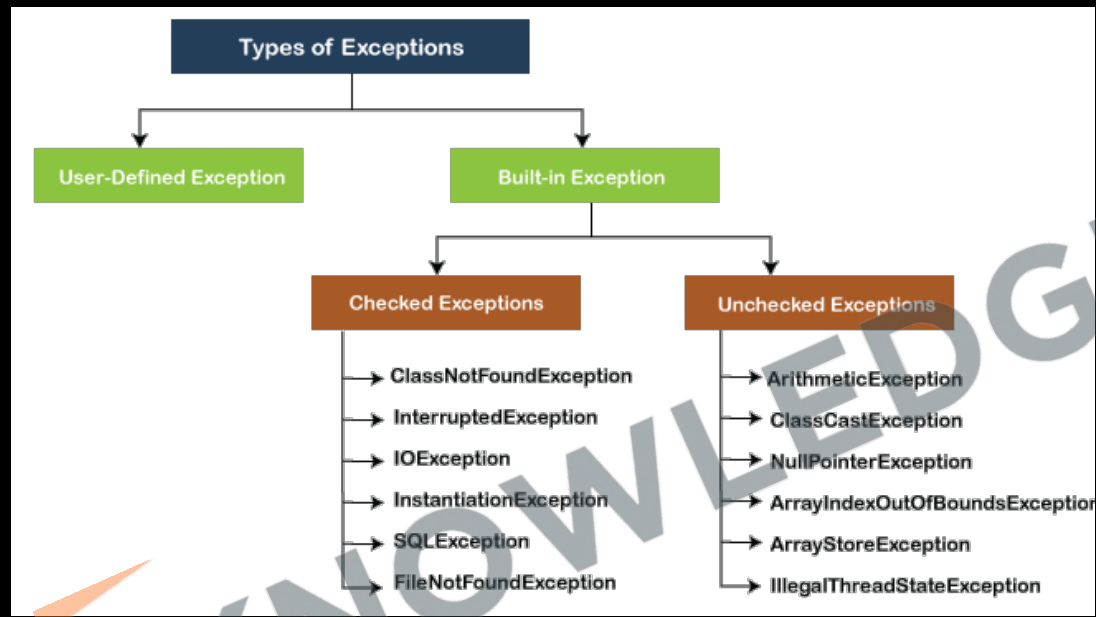 Types of Exceptions
User-Defined Exception
Built-in Exception
Checked Exceptions
Unchecked Exceptions
ClassNotFoundException
InterruptedException
IOException
InstantiationException
SQLException
FileNotFoundException
ArithmeticException
ClassCastException
NullPointerException
ArrayIndexOutOfBoundsException
ArrayStoreException
IllegalThreadStateException
KNOWLEDG